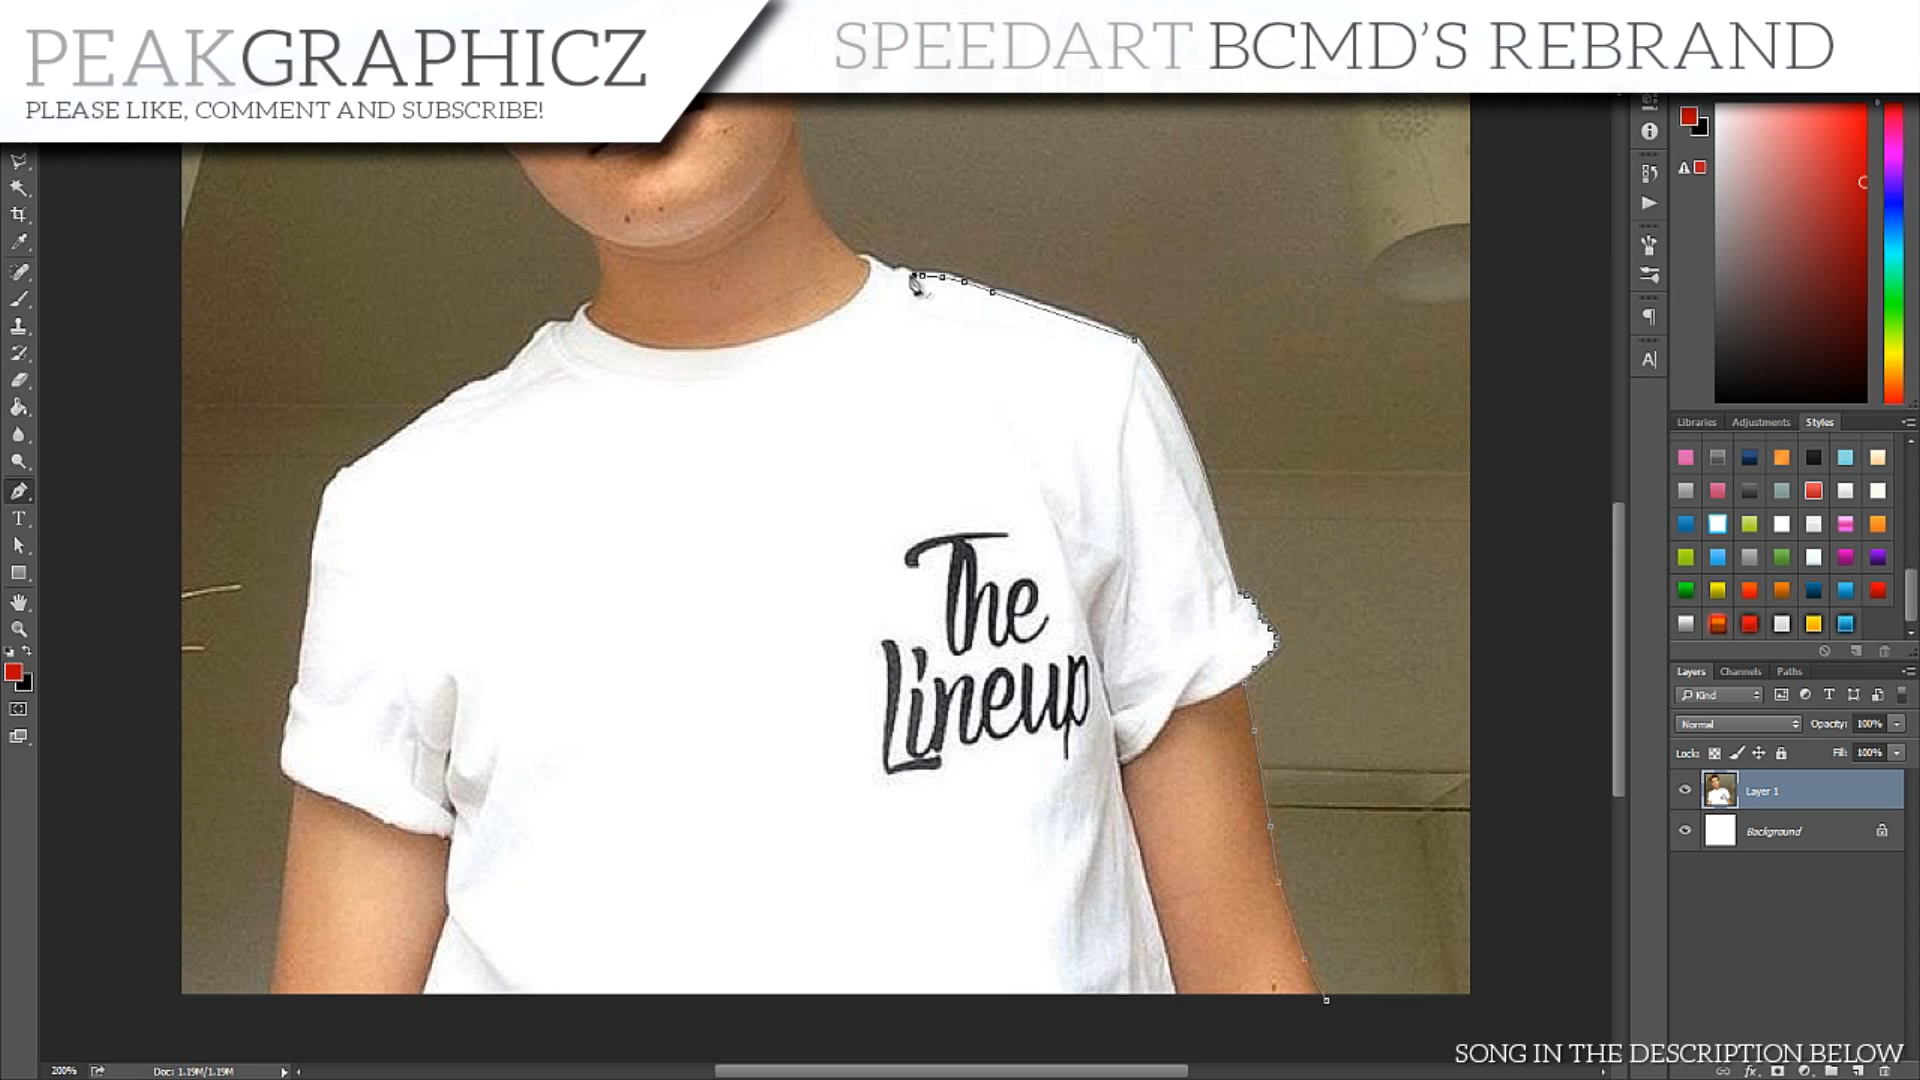 PEAKGRAPHICZ
PLEASE LIKE, COMMENT AND SUBSCRIBE!
SPEEDART BCMD'S REBRAND
The
Lineup
Libraries Adjustments Styles
Layers Channels Paths
Kind
Normal Opacity: 100%
Lock: Fill: 100%
Layer 1
Background
200% Doc: 1.19M/1.19M
SONG IN THE DESCRIPTION BELOW